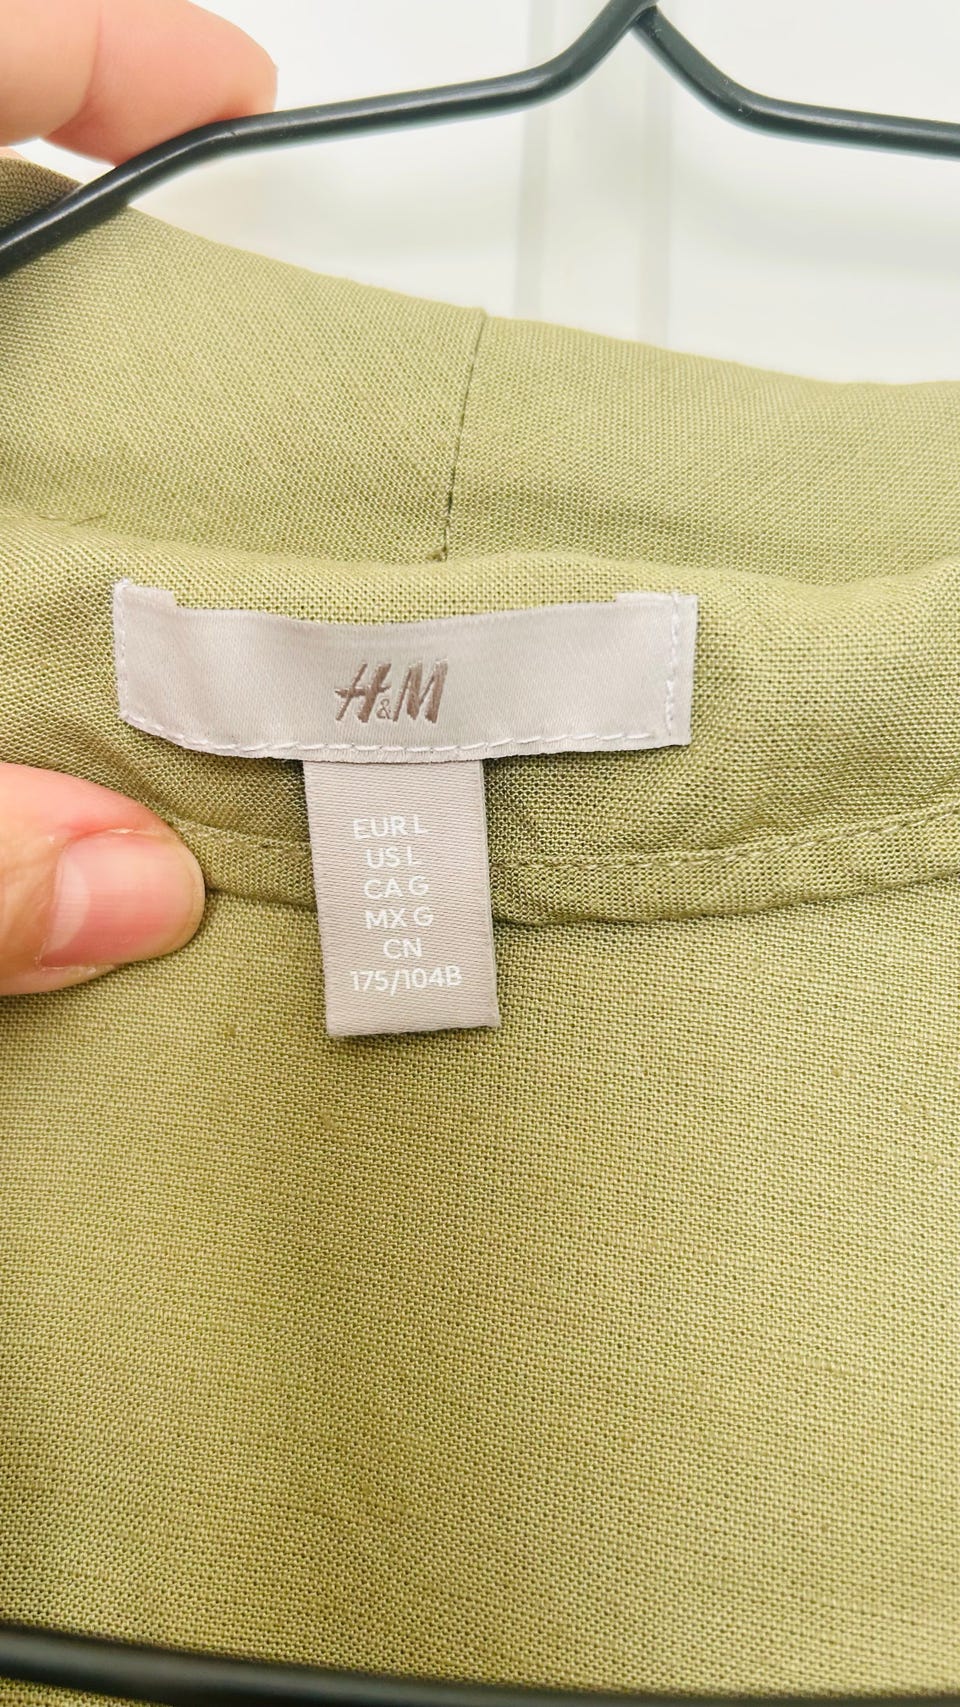 H&M
EUR L
US L
CA G
MX G
CN
175/104B